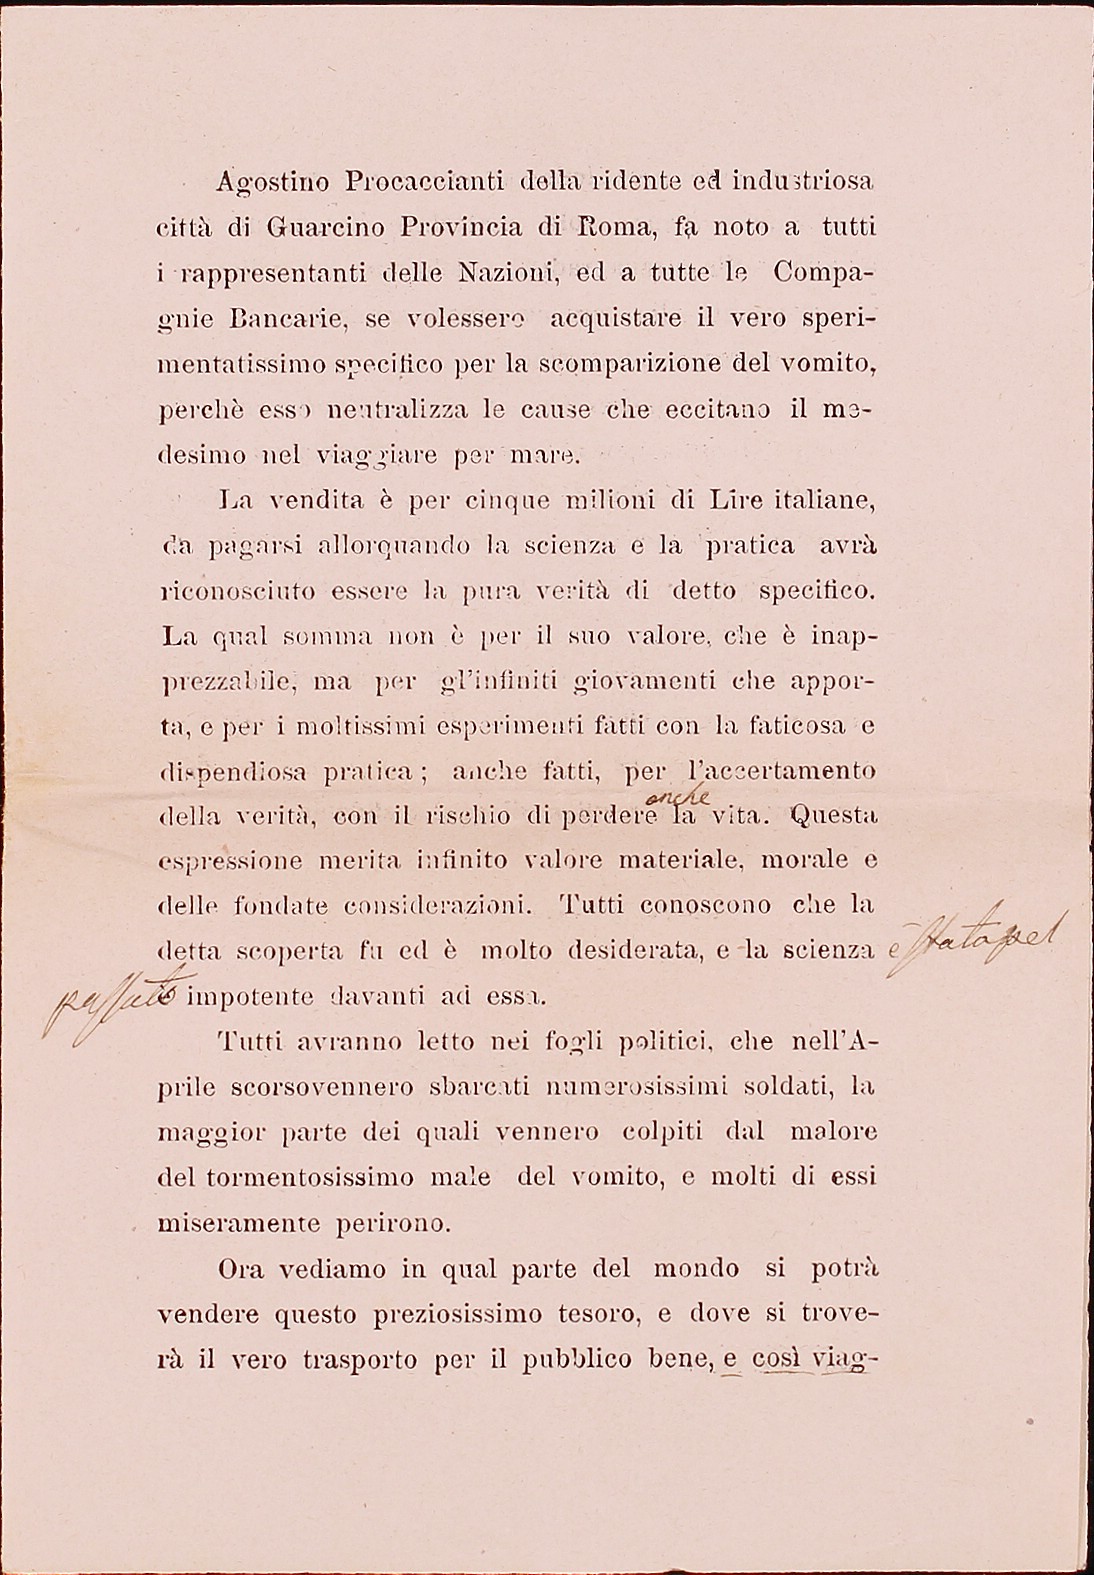 Agostino Procaccianti della ridente ed industriosa
città di Guarcino Provincia di Roma, fa noto a tutti
i rappresentanti delle Nazioni, ed a tutte le Compa-
gnie Bancarie, se volessero acquistare il vero speri-
mentatissimo specifico per la scomparizione del vomito,
perchè esso neutralizza le cause che eccitano il me-
desimo nel viaggiare per mare.
La vendita è per cinque milioni di Lire italiane,
da pagarsi allorquando la scienza e la pratica avrà
riconosciuto essere la pura verità di detto specifico.
La qual somma non è per il suo valore, che è inap-
prezzabile, ma per gl'infiniti giovamenti che appor-
ta, e per i moltissimi esperimenti fatti con la faticosa e
dispendiosa pratica; anche fatti, per l'accertamento
della verità, con il rischio di perdere anche la vita. Questa
espressione merita infinito valore materiale, morale e
delle fondate considerazioni. Tutti conoscono che la
detta scoperta fu ed è molto desiderata, e la scienza è stata pel
passato impotente davanti ad essa.
Tutti avranno letto nei fogli politici, che nell'A-
prile scorsovennero sbarcati numerosissimi soldati, la
maggior parte dei quali vennero colpiti dal malore
del tormentosissimo male del vomito, e molti di essi
miseramente perirono.
Ora vediamo in qual parte del mondo si potrà
vendere questo preziosissimo tesoro, e dove si trove-
rà il vero trasporto per il pubblico bene, e così viag-